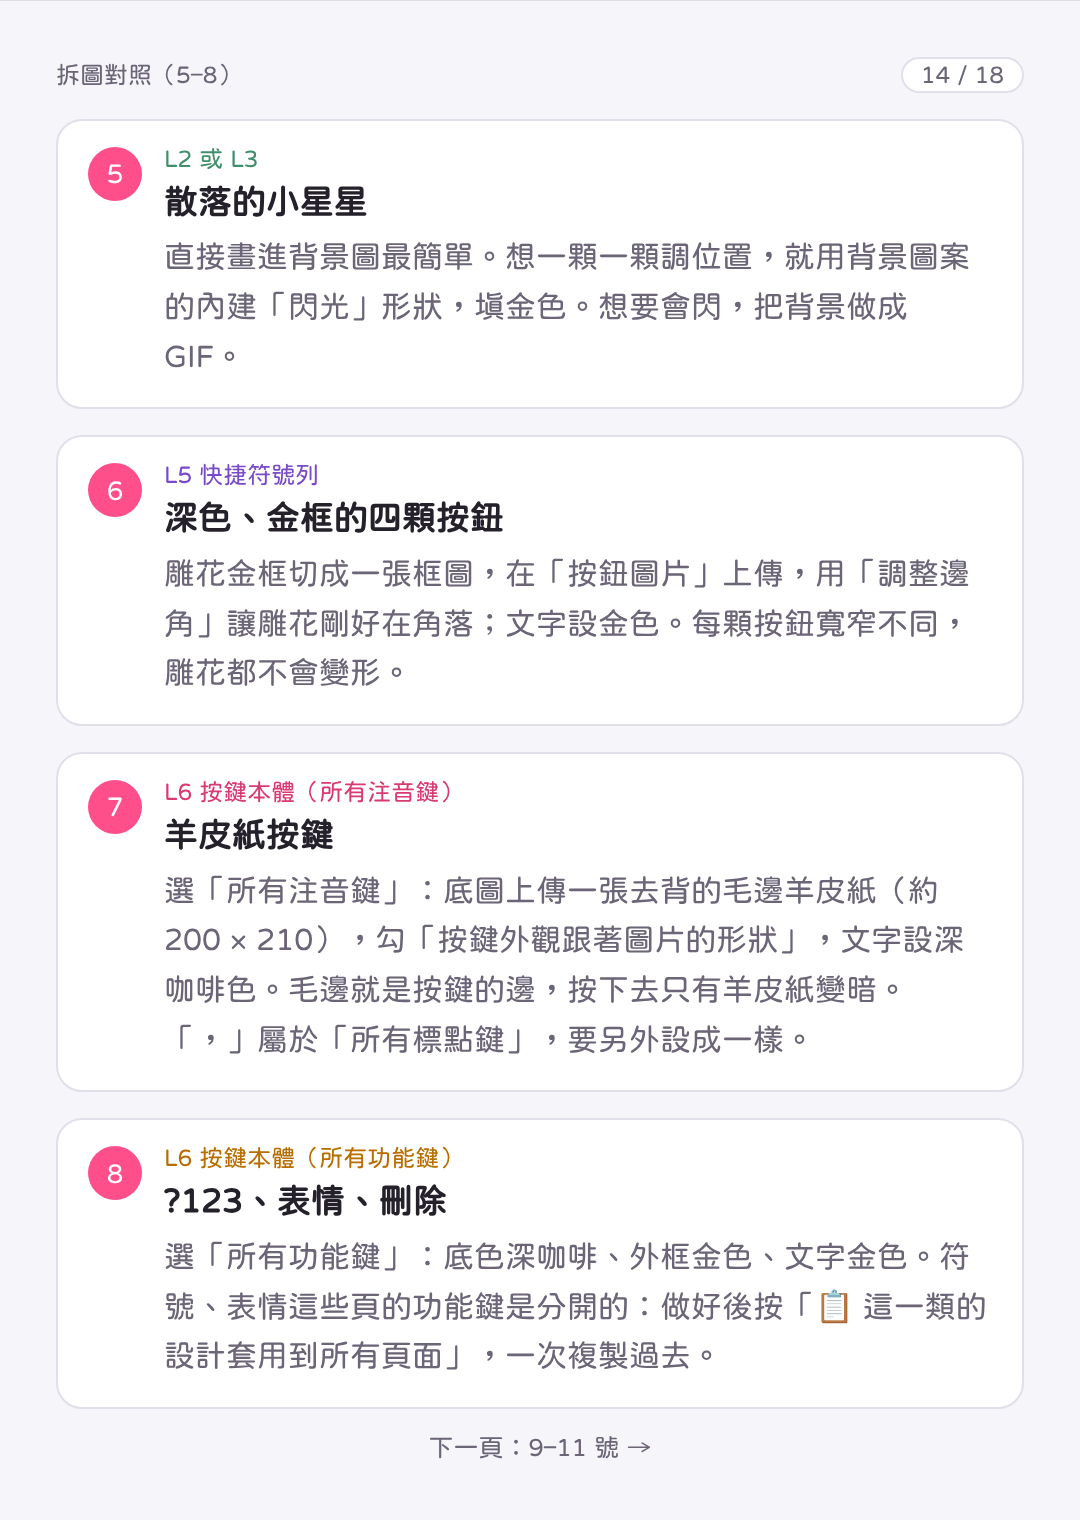 拆圖對照（5–8）
14 / 18
5
L2 或 L3
散落的小星星
直接畫進背景圖最簡單。想一顆一顆調位置，就用背景圖案
的內建「閃光」形狀，填金色。想要會閃，把背景做成
GIF。
6
L5 快捷符號列
深色、金框的四顆按鈕
雕花金框切成一張框圖，在「按鈕圖片」上傳，用「調整邊
角」讓雕花剛好在角落；文字設金色。每顆按鈕寬窄不同，
雕花都不會變形。
7
L6 按鍵本體（所有注音鍵）
羊皮紙按鍵
選「所有注音鍵」：底圖上傳一張去背的毛邊羊皮紙（約
200 × 210），勾「按鍵外觀跟著圖片的形狀」，文字設深
咖啡色。毛邊就是按鍵的邊，按下去只有羊皮紙變暗。
「，」屬於「所有標點鍵」，要另外設成一樣。
8
L6 按鍵本體（所有功能鍵）
?123、表情、刪除
選「所有功能鍵」：底色深咖啡、外框金色、文字金色。符
號、表情這些頁的功能鍵是分開的：做好後按「📋 這一類的
設計套用到所有頁面」，一次複製過去。
下一頁：9–11 號 →